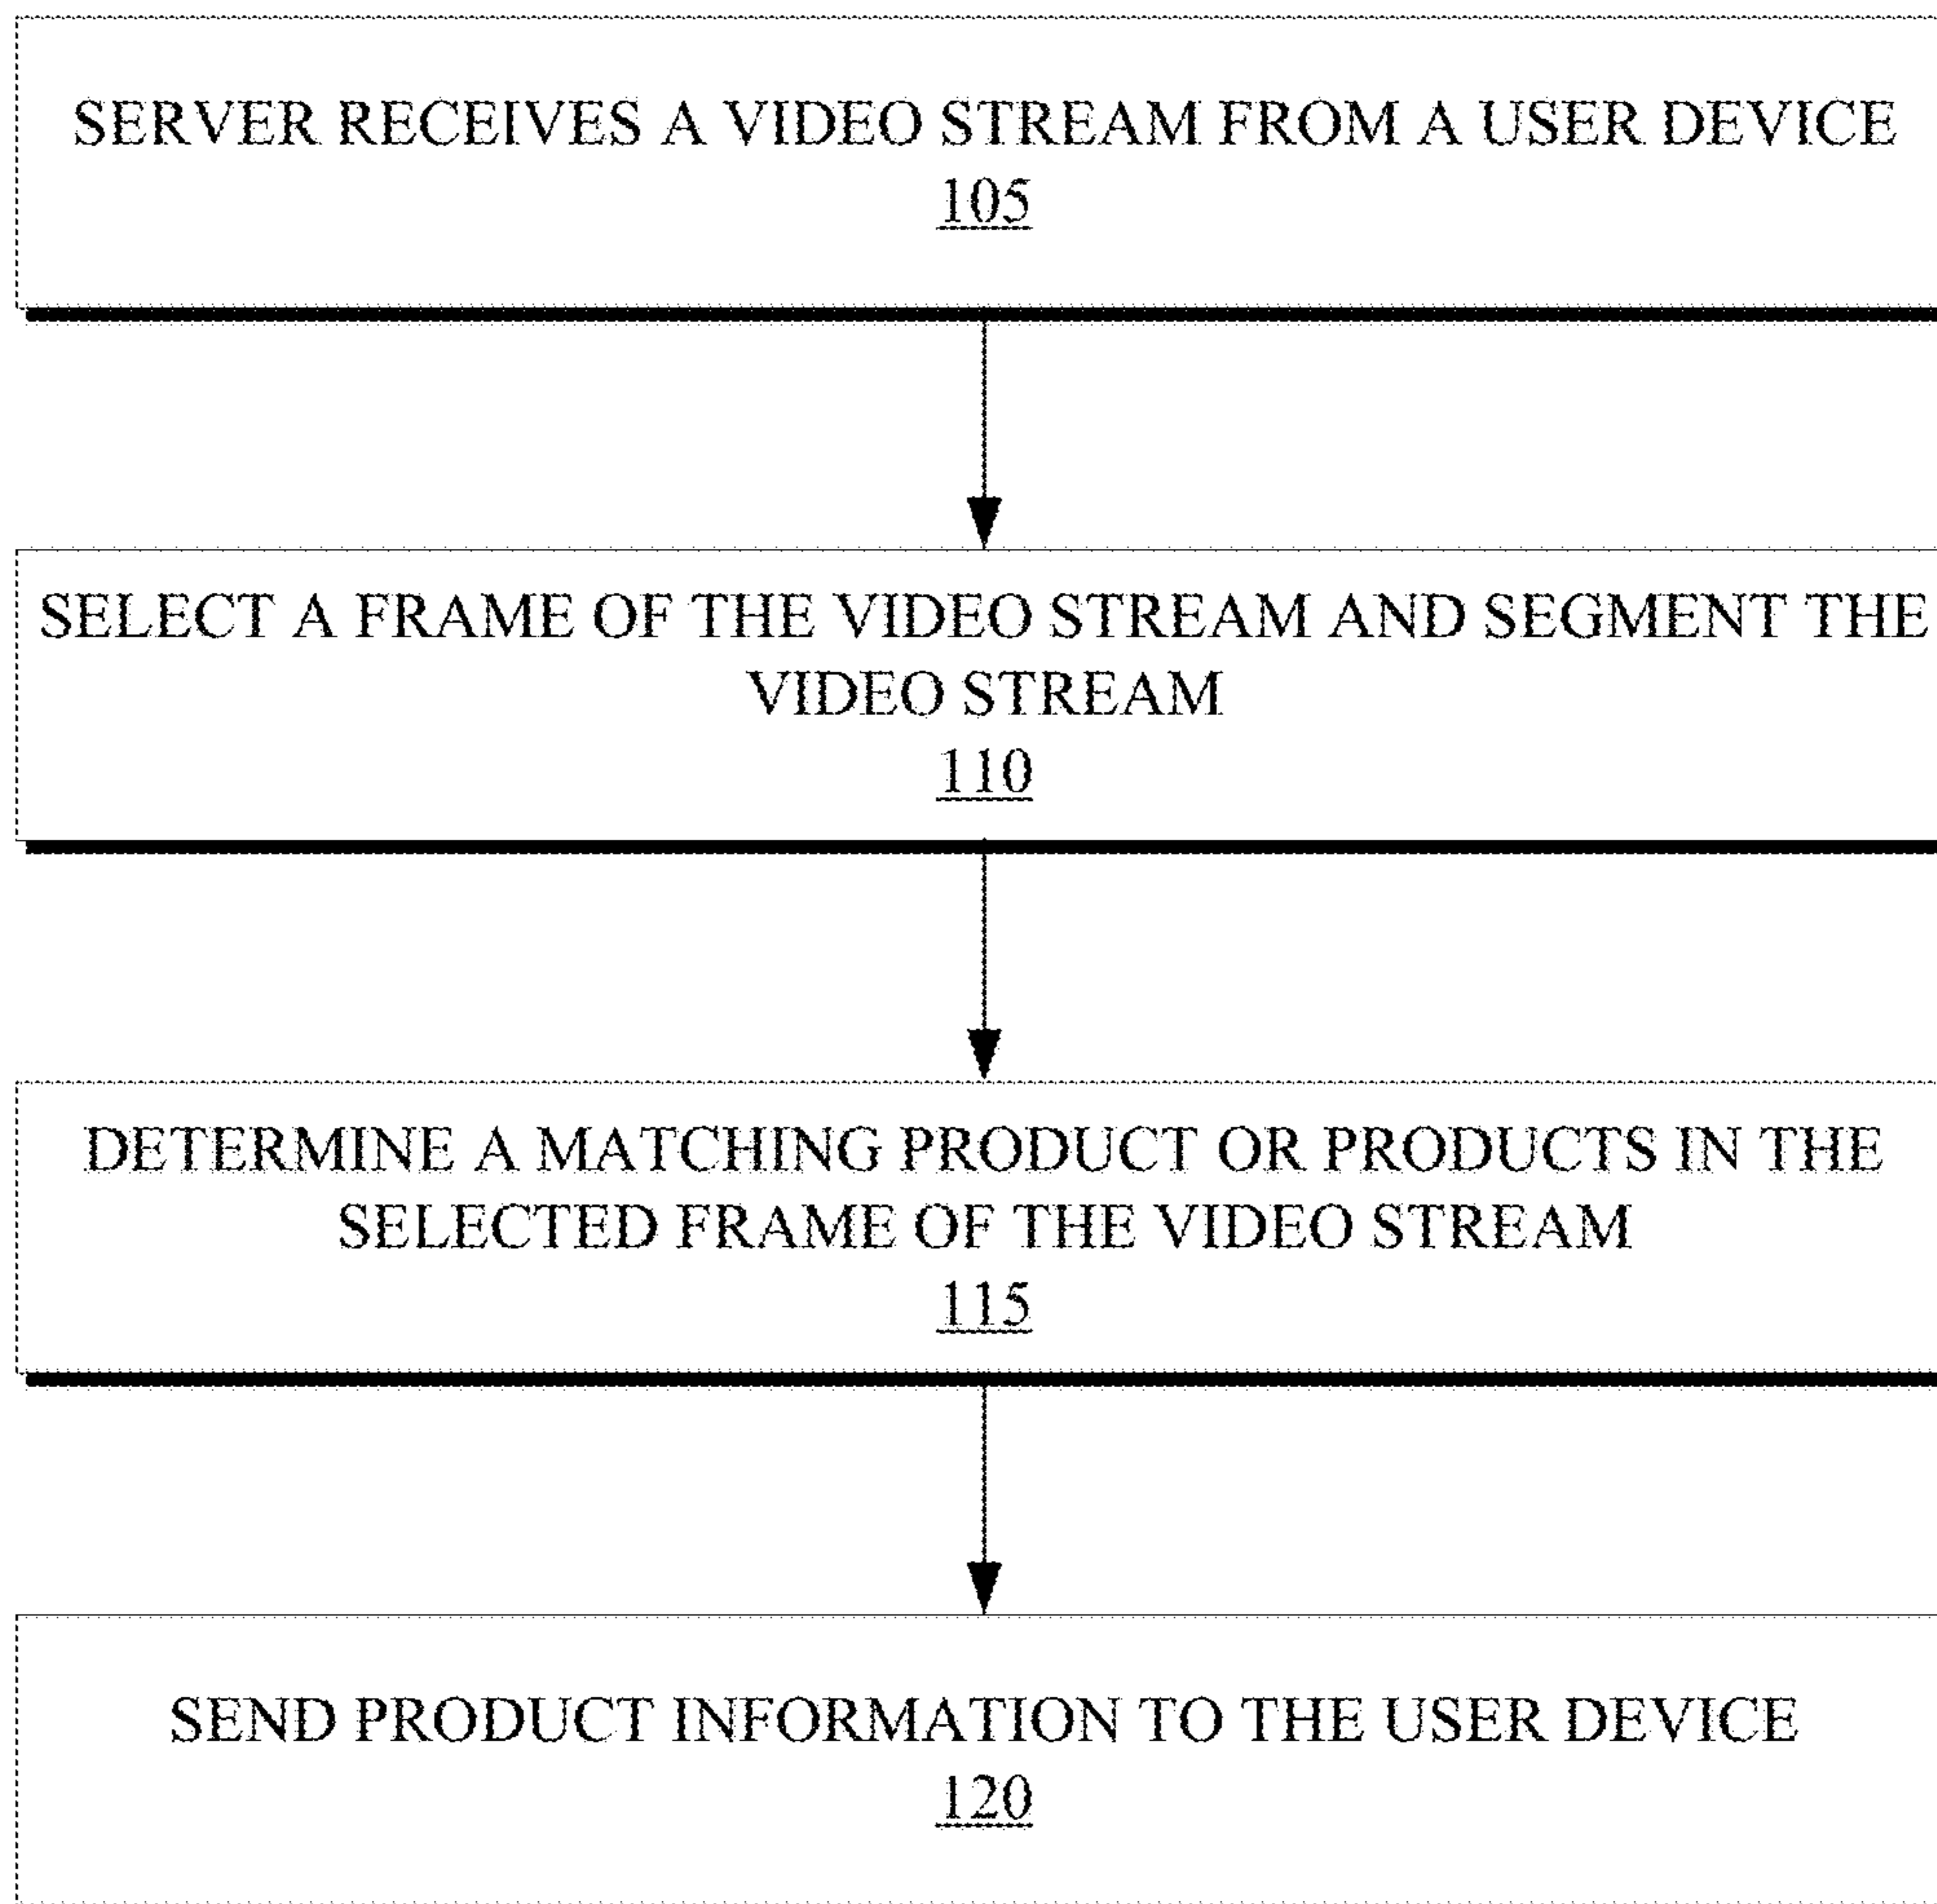 SERVER RECEIVES A VIDEO STREAM FROM A USER DEVICE
105
SELECT A FRAME OF THE VIDEO STREAM AND SEGMENT THE
VIDEO STREAM
110
DETERMINE A MATCHING PRODUCT OR PRODUCTS IN THE
SELECTED FRAME OF THE VIDEO STREAM
115
SEND PRODUCT INFORMATION TO THE USER DEVICE
120